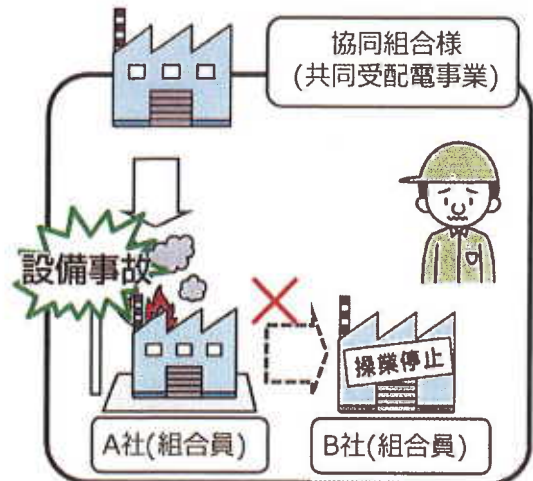 協同組合様
(共同受配電事業)
設備事故
操業停止
A社(組合員)
B社(組合員)